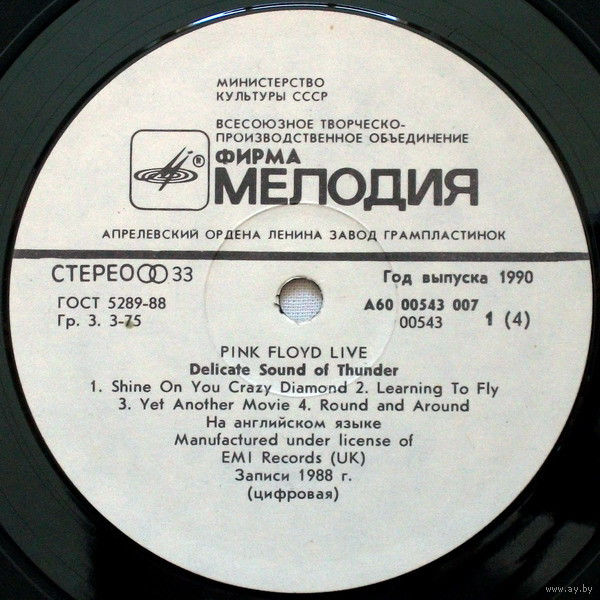 МИНИСТЕРСТВО
КУЛЬТУРЫ СССР
ВСЕСОЮЗНОЕ ТВОРЧЕСКО-
ПРОИЗВОДСТВЕННОЕ ОБЪЕДИНЕНИЕ
® ФИРМА
МЕЛОДИЯ
АПРЕЛЕВСКИЙ ОРДЕНА ЛЕНИНА ЗАВОД ГРАМПЛАСТИНОК
СТЕРЕО 33 Год выпуска 1990
ГОСТ 5289-88 А60 00543 007
Гр. 3. 3-75 00543 1 (4)
PINK FLOYD LIVE
Delicate Sound of Thunder
1. Shine On You Crazy Diamond 2. Learning To Fly
3. Yet Another Movie 4. Round and Around
На английском языке
Manufactured under license of
EMI Records (UK)
Записи 1988 г.
(цифровая)
www.ay.by